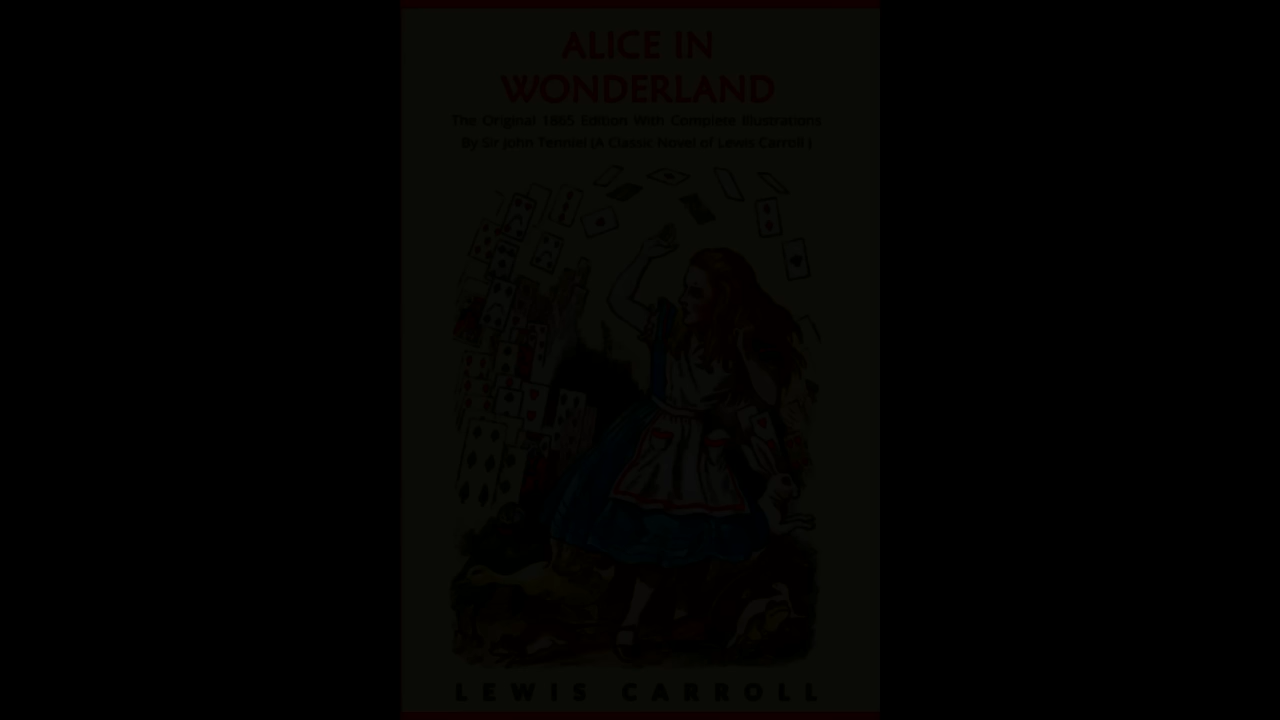 ALICE IN
WONDERLAND
The Original 1865 Edition With Complete Illustrations
By Sir John Tenniel (A Classic Novel of Lewis Carroll )
LEWIS CARROLL